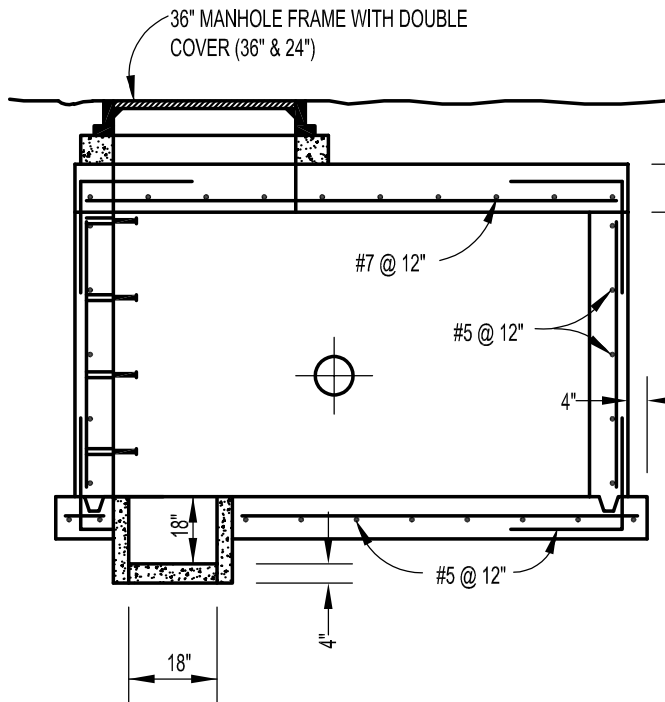 36" MANHOLE FRAME WITH DOUBLE
COVER (36" & 24")
#7 @ 12"
#5 @ 12"
4"
18"
#5 @ 12"
4"
18"